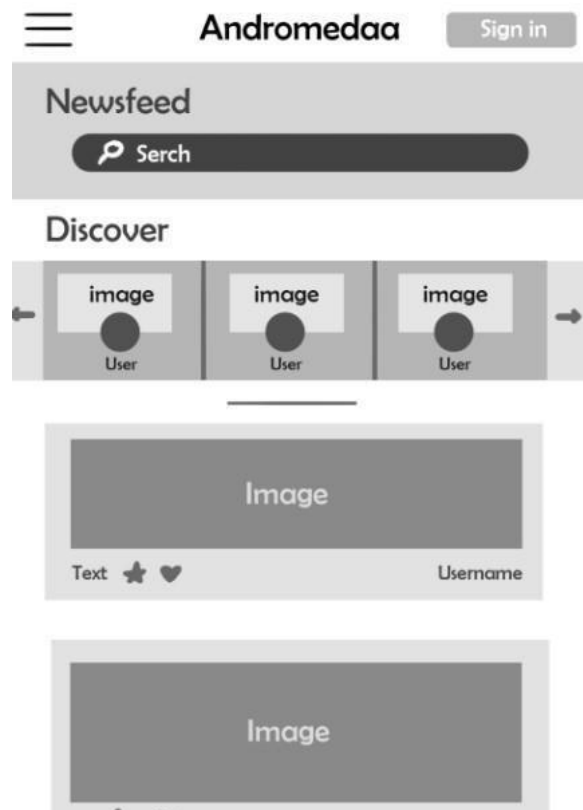 Andromedaa Sign in
Newsfeed
Serch
Discover
image image image
User User User
Image
Text Username
Image